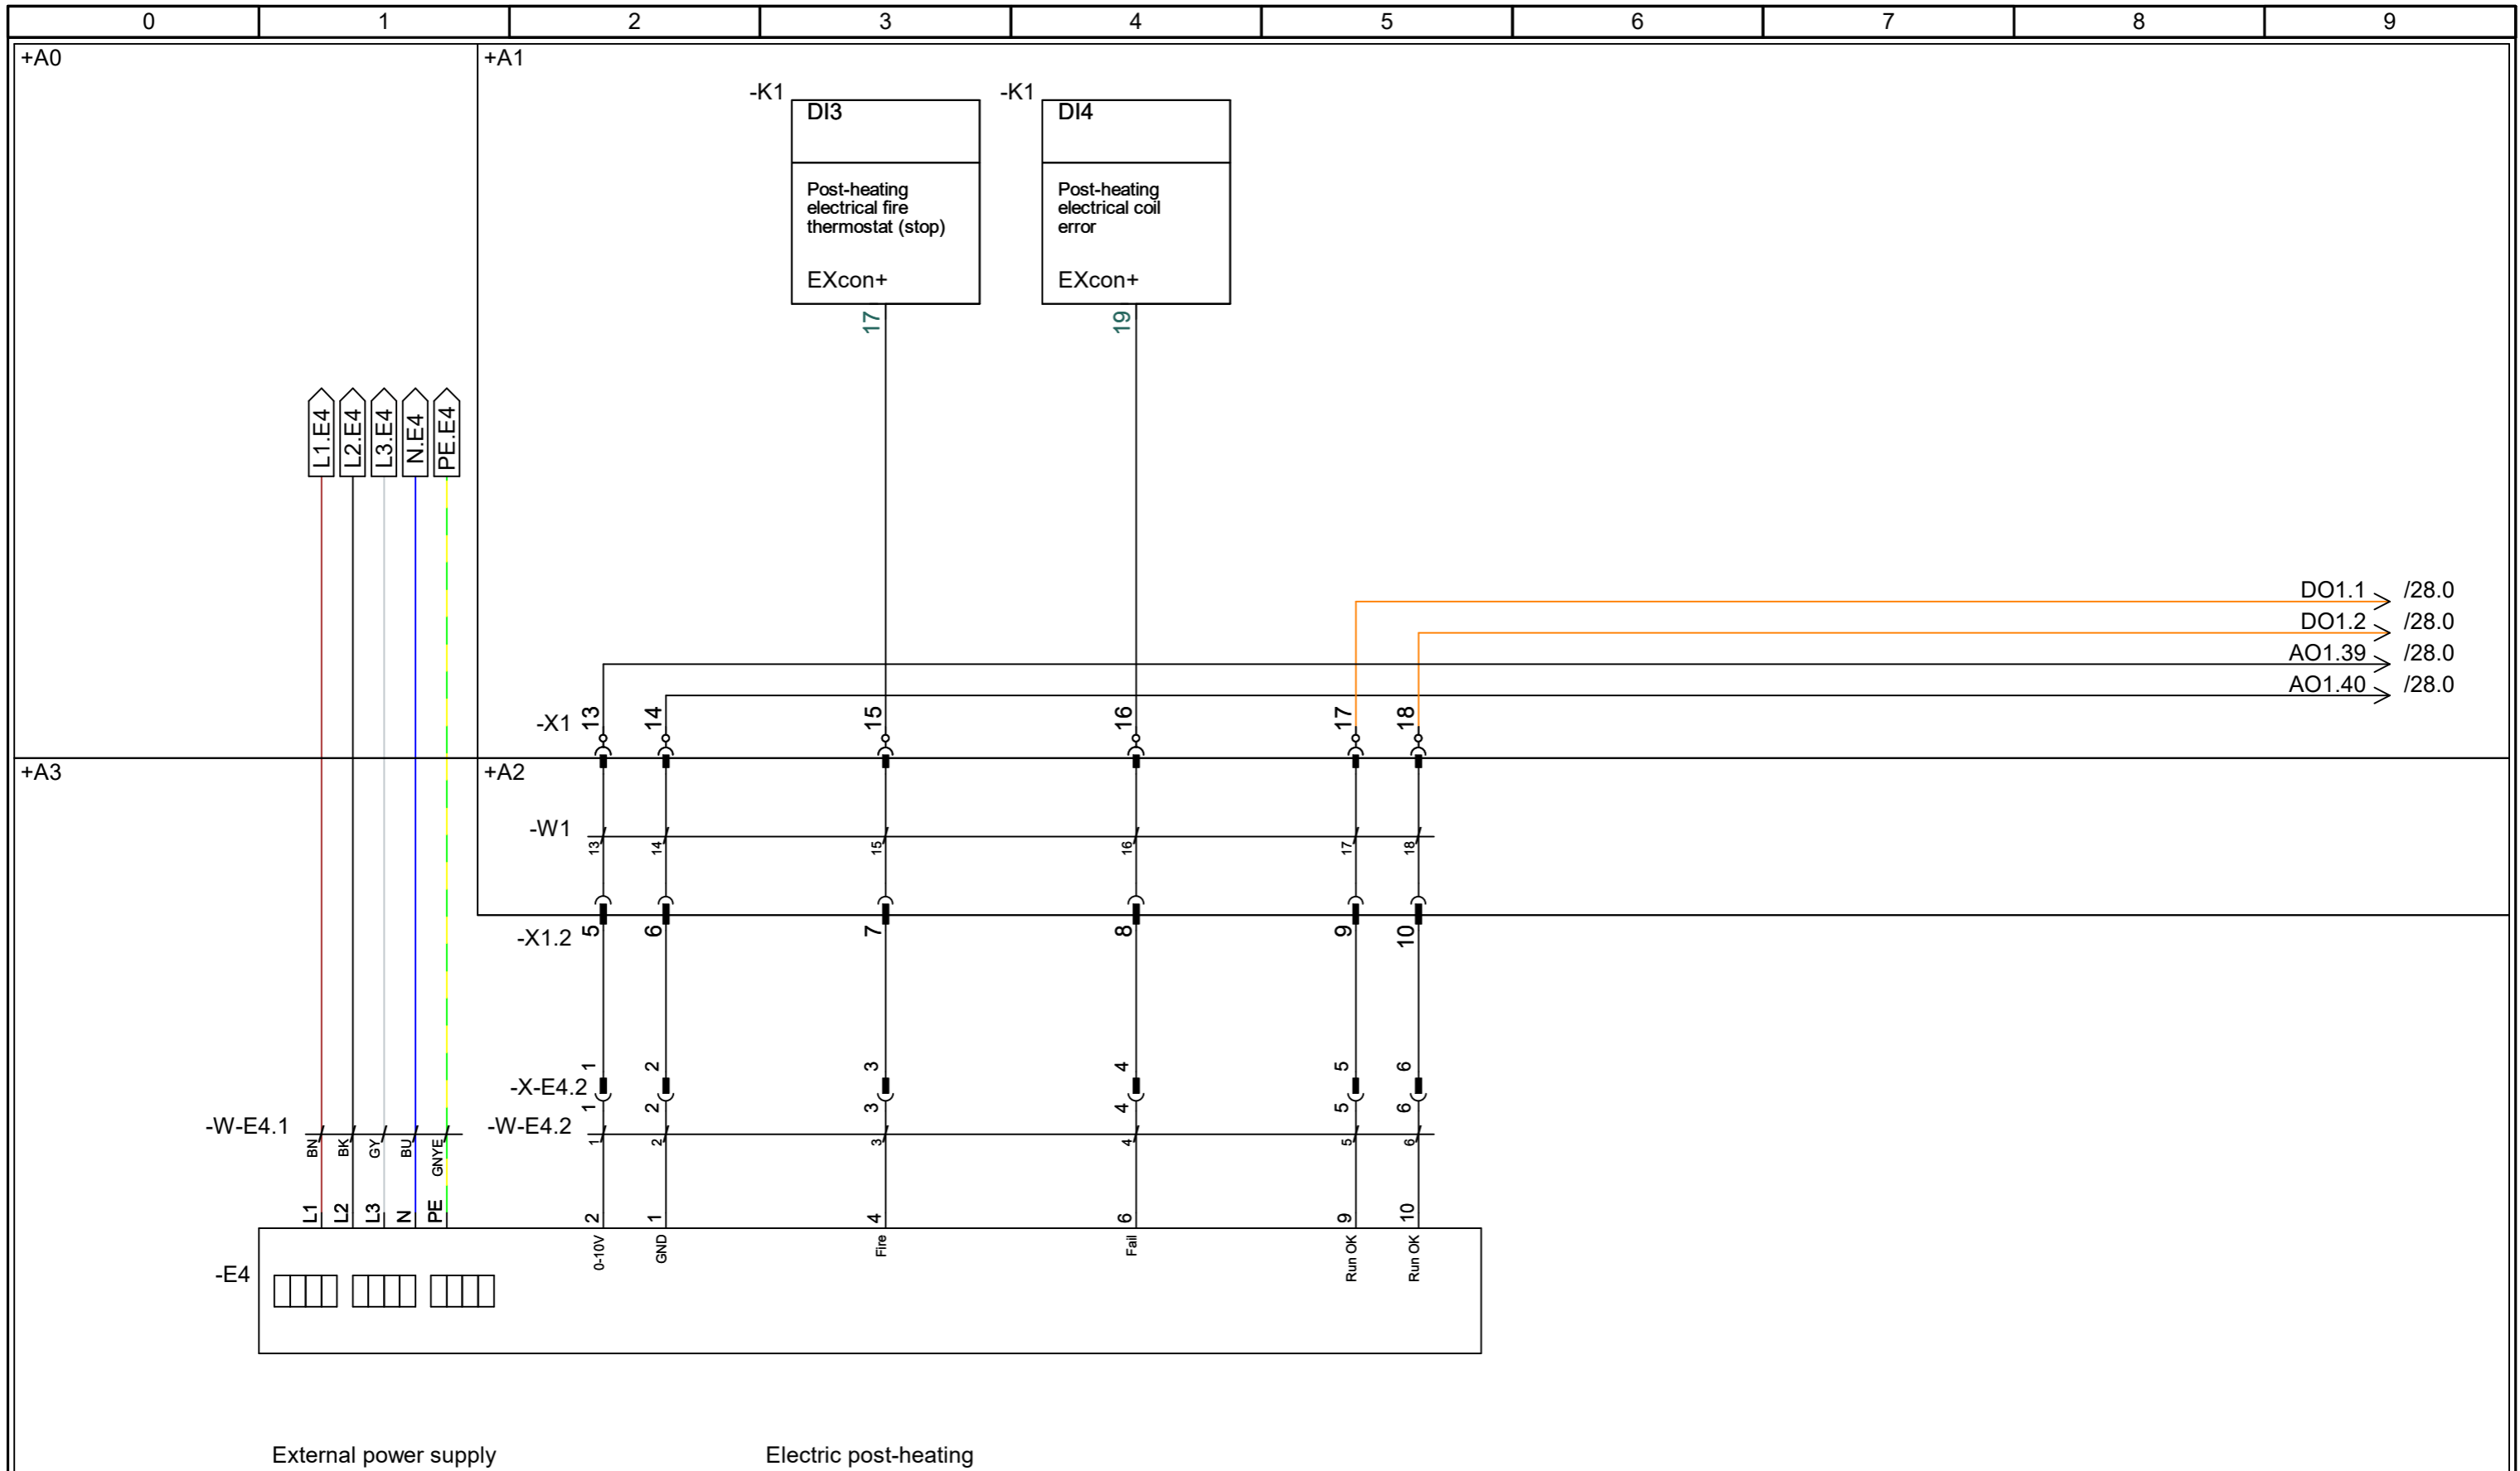 0 1 2 3 4 5 6 7 8 9
+A0 +A1
-K1 -K1
DI3 DI4
Post-heating
electrical fire
thermostat (stop)
Post-heating
electrical coil
error
EXcon+ EXcon+
17 19
L1.E4 L2.E4 L3.E4 N.E4 PE.E4
DO1.1 /28.0
DO1.2 /28.0
AO1.39 /28.0
AO1.40 /28.0
-X1 13 14 15 16 17 18
+A3 +A2
-W1
13 14 15 16 17 18
-X1.2 5 6 7 8 9 10
1 2 3 4 5 6
-X-E4.2
1 2 3 4 5 6
-W-E4.1 -W-E4.2
BN BK GY BU GNYE 1 2 3 4 5 6
L1 L2 L3 N PE 2 1 4 6 9 10
0-10V GND Fire Fail Run OK Run OK
-E4
External power supply Electric post-heating